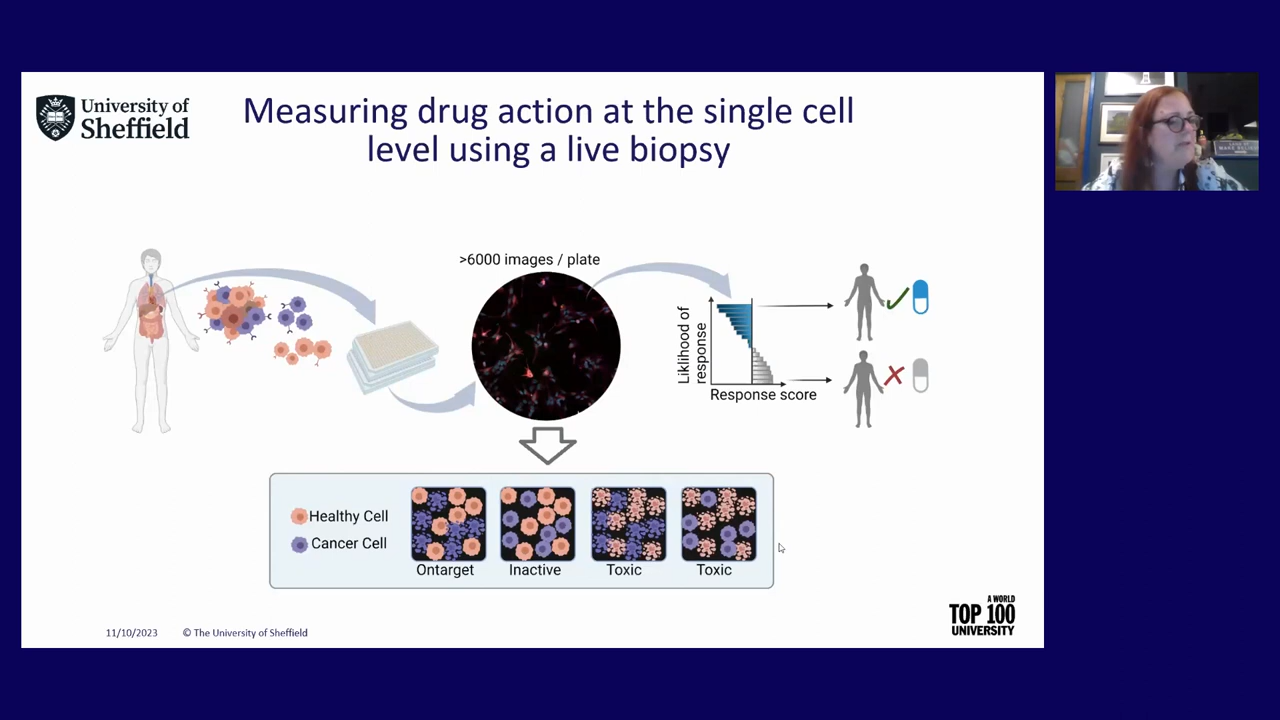 University of
Sheffield
Measuring drug action at the single cell
level using a live biopsy
>6000 images / plate
Liklihood of
response
Response score
Healthy Cell
Cancer Cell
Ontarget
Inactive
Toxic
Toxic
11/10/2023
© The University of Sheffield
A WORLD
TOP 100
UNIVERSITY